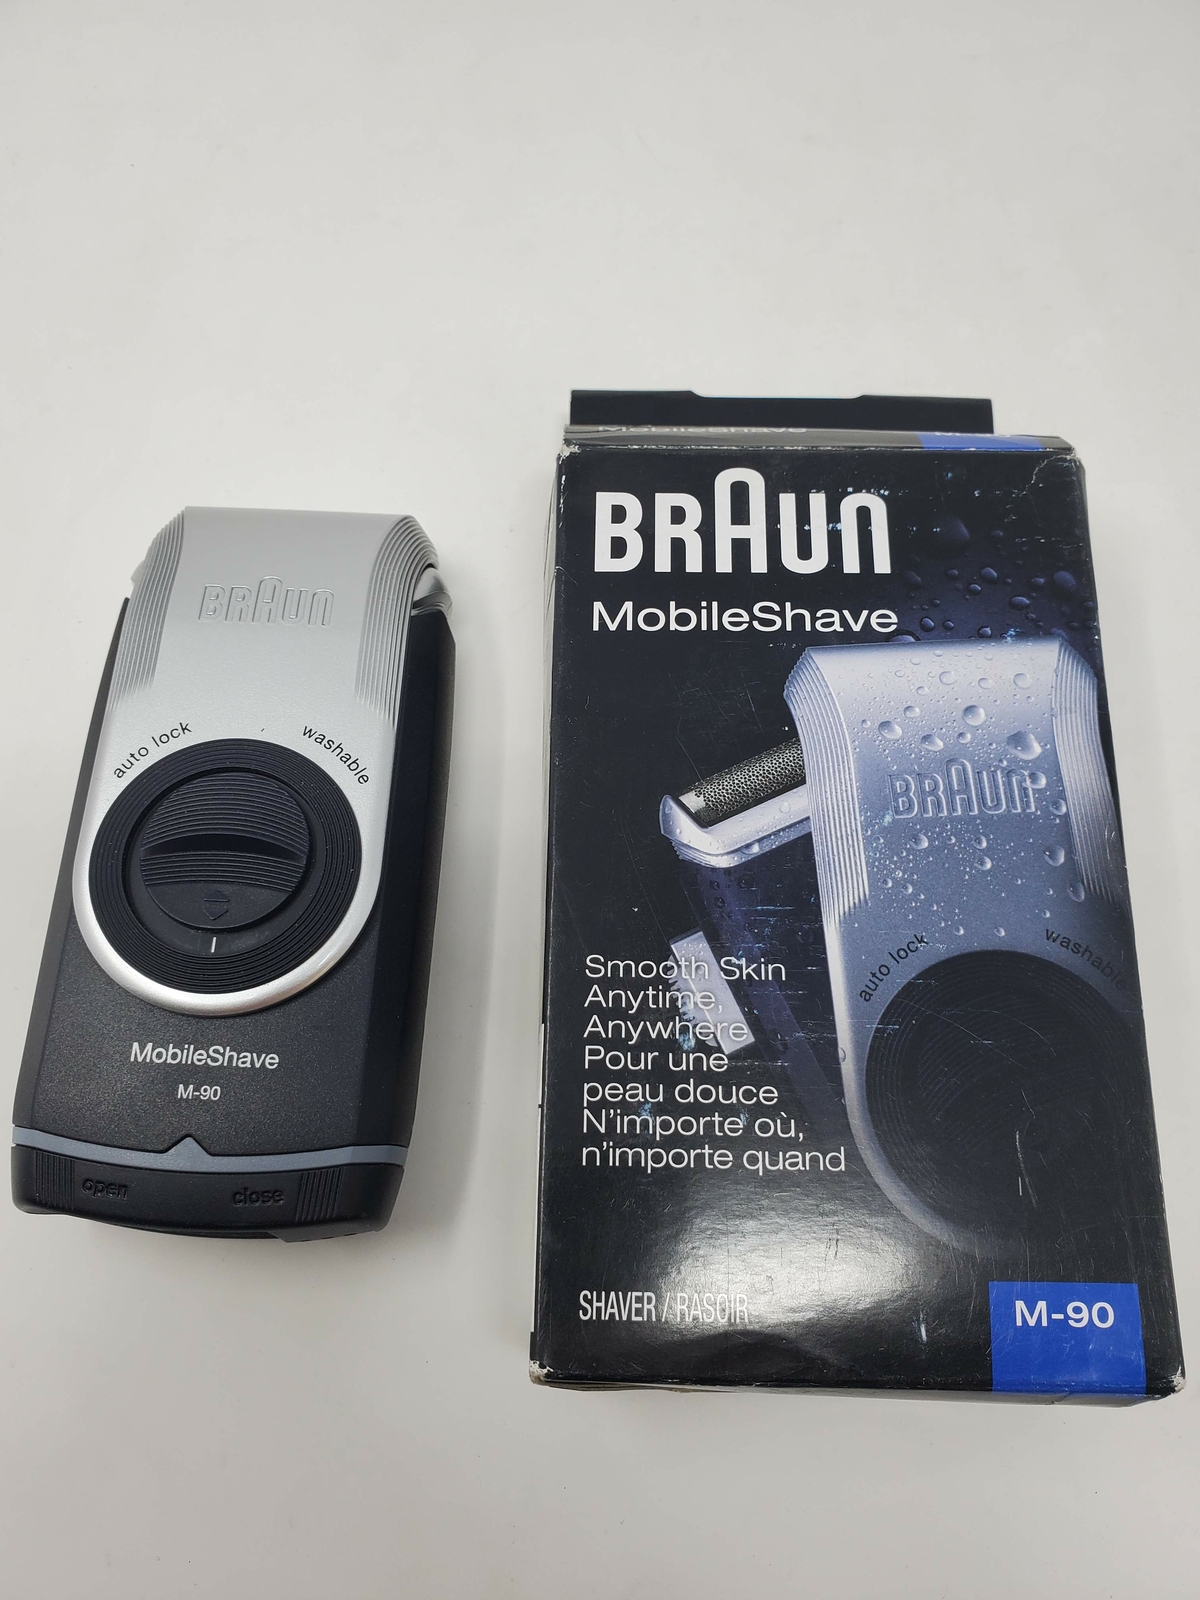 BRAUN
auto lock
washable
MobileShave
M-90
open
close
MobileShave
BRAUN
MobileShave
BRAUN
auto lock
washable
Smooth Skin
Anytime,
Anywhere
Pour une
peau douce
N'importe où,
n'importe quand
SHAVER / RASOIR
M-90